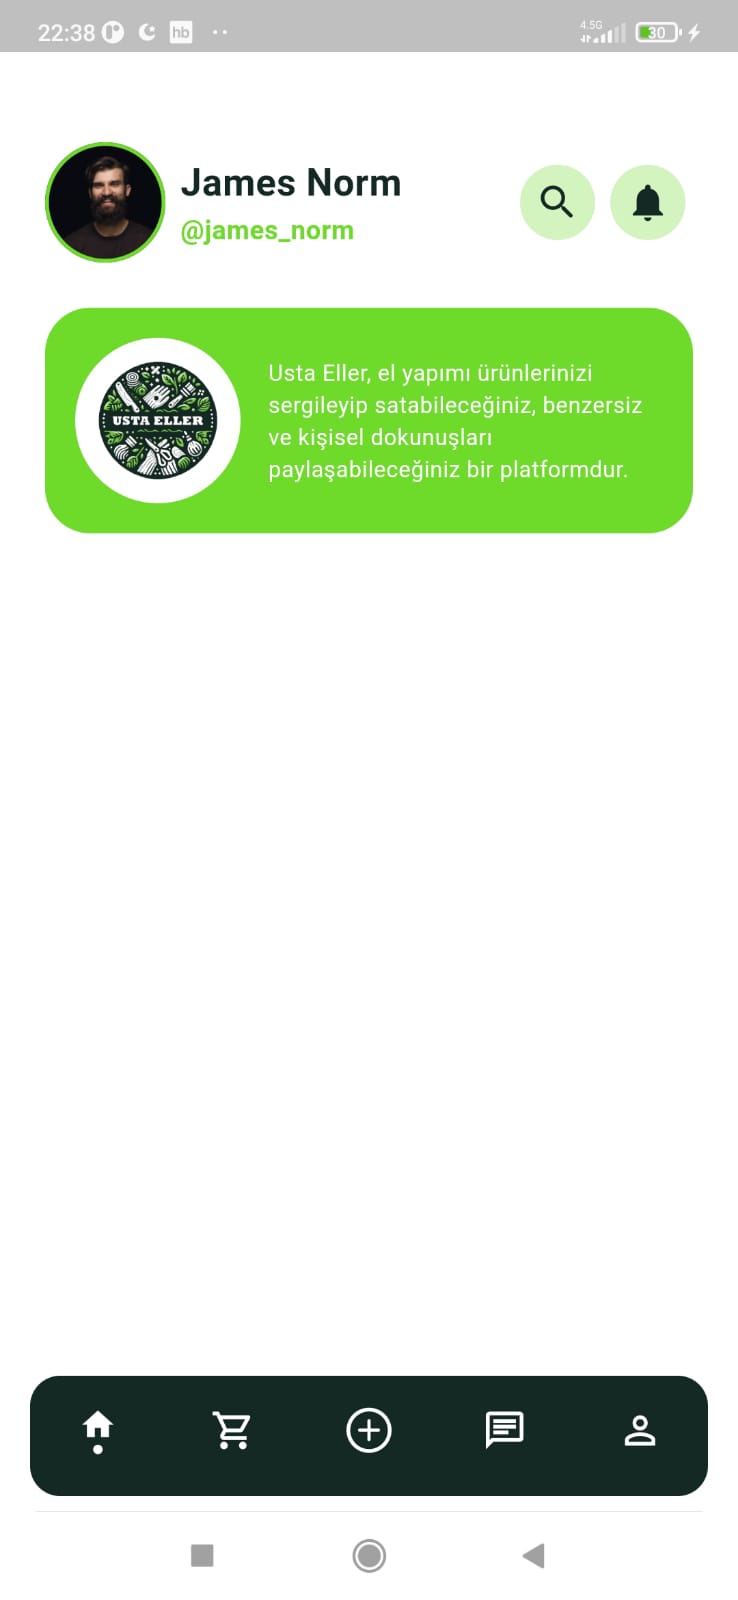 22:38
hb
4.5G
30
James Norm
@james_norm
USTA ELLER
Usta Eller, el yapımı ürünlerinizi
sergileyip satabileceğiniz, benzersiz
ve kişisel dokunuşları
paylaşabileceğiniz bir platformdur.